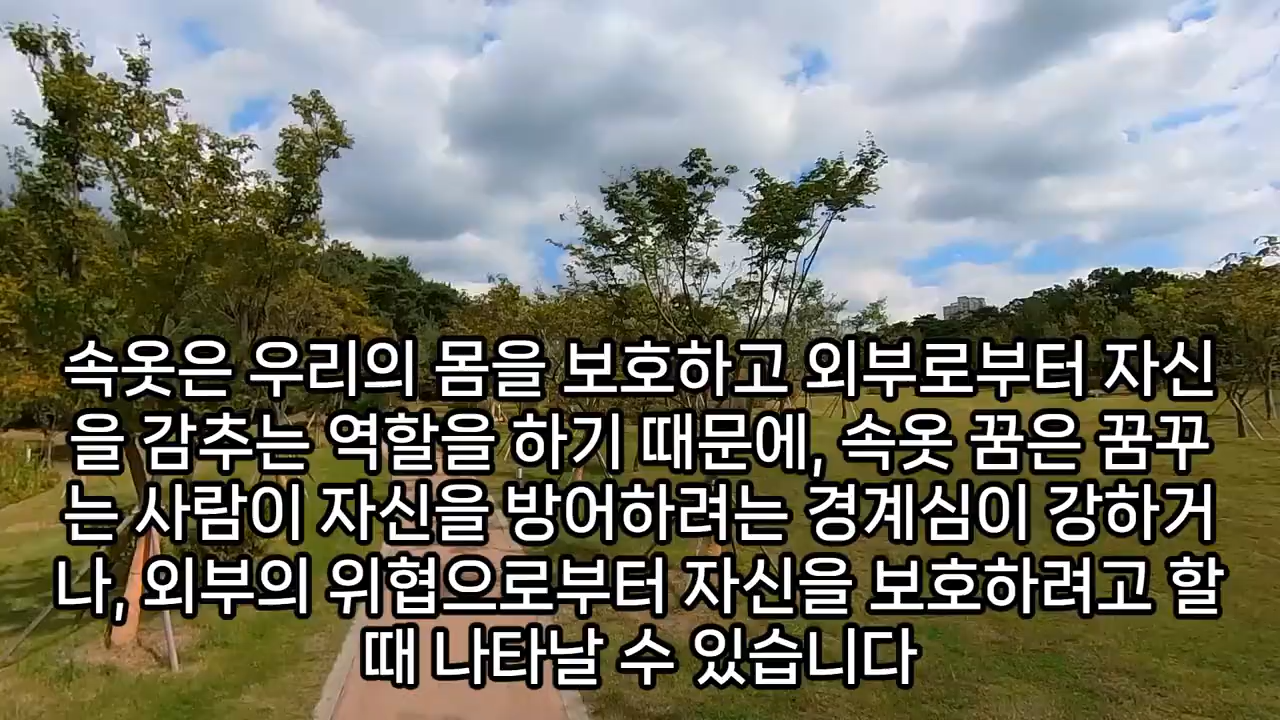 속옷은 우리의 몸을 보호하고 외부로부터 자신
을 감추는 역할을 하기 때문에, 속옷 꿈은 꿈꾸
는 사람이 자신을 방어하려는 경계심이 강하거
나, 외부의 위협으로부터 자신을 보호하려고 할
때 나타날 수 있습니다